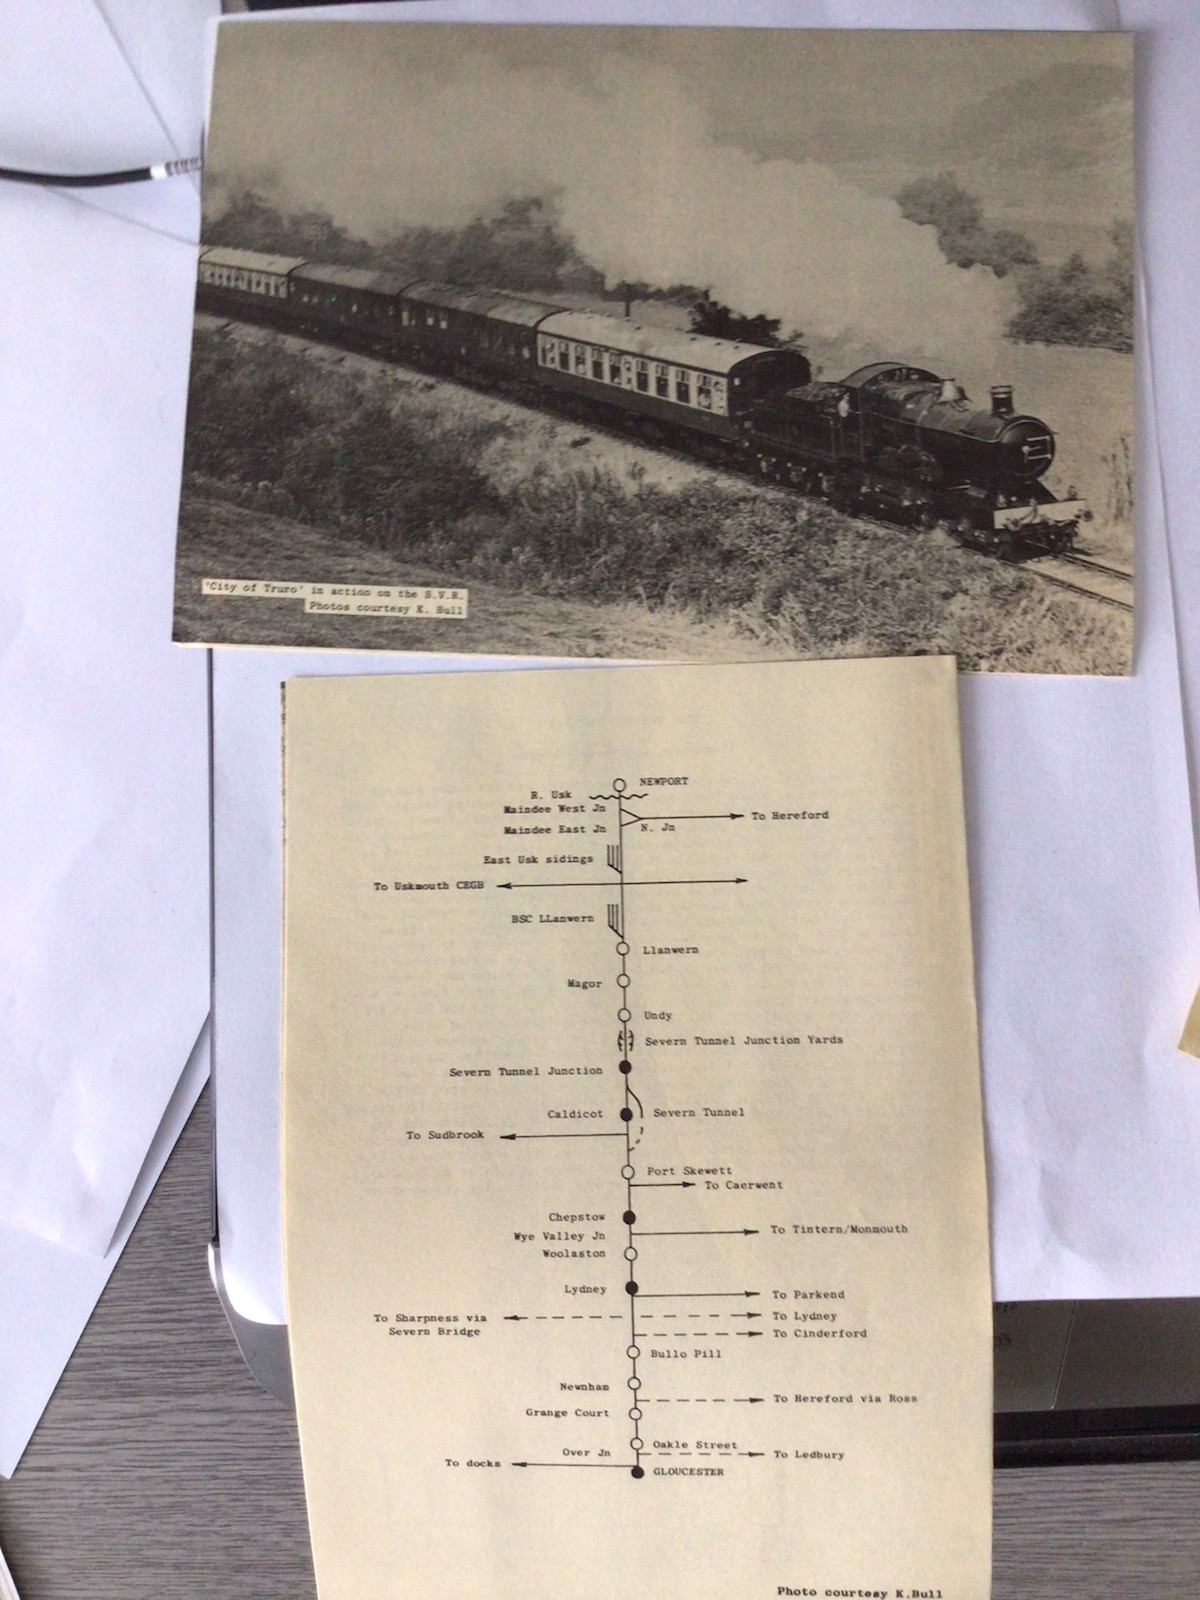 'City of Truro' in action on the S.V.R.
Photos courtesy K. Bull
NEWPORT
R. Usk
Maindee West Jn
To Hereford
Maindee East Jn
N. Jn
East Usk sidings
To Uskmouth CEGB
BSC LLanwern
Llanwern
Magor
Undy
Severn Tunnel Junction Yards
Severn Tunnel Junction
Caldicot
Severn Tunnel
To Sudbrook
Port Skewett
To Caerwent
Chepstow
Wye Valley Jn
To Tintern/Monmouth
Woolaston
Lydney
To Parkend
To Sharpness via
Severn Bridge
To Lydney
To Cinderford
Bullo Pill
Newnham
To Hereford via Ross
Grange Court
Oakle Street
Over Jn
To Ledbury
To docks
GLOUCESTER
Photo courtesy K.Bull